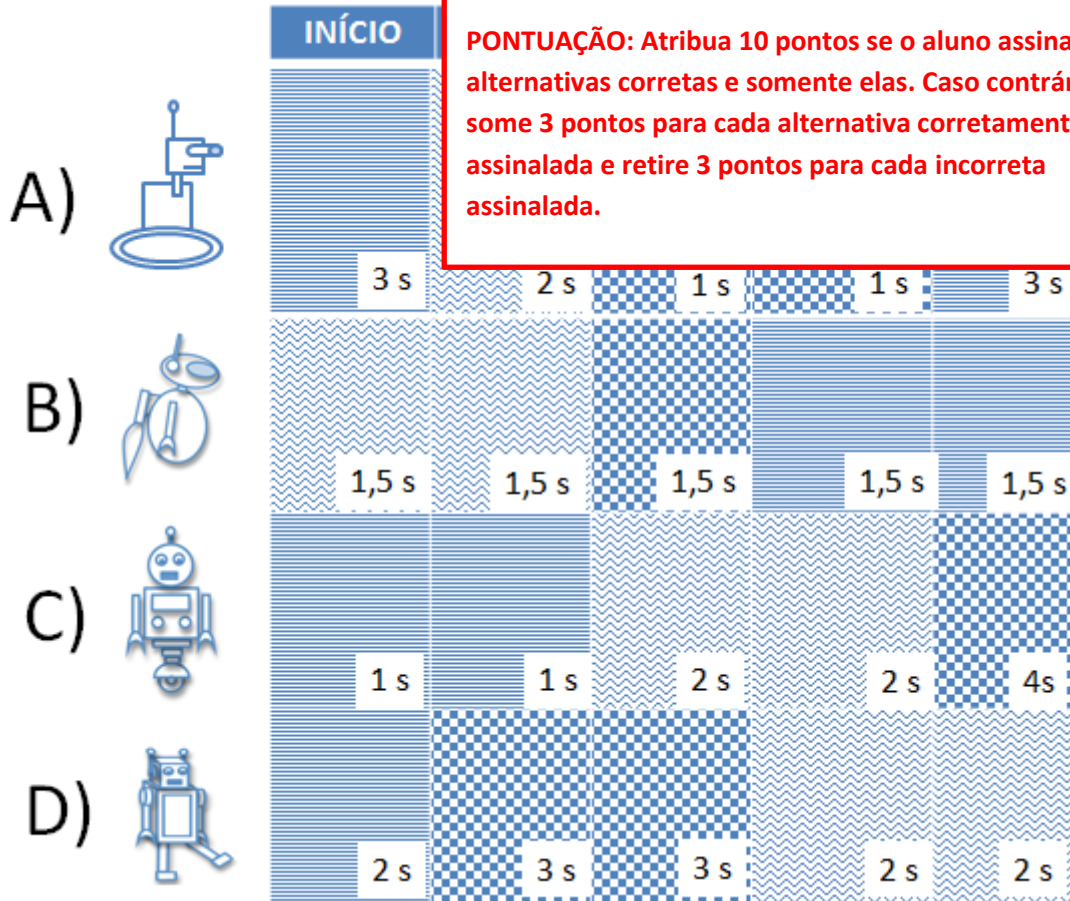 INÍCIO
PONTUAÇÃO: Atribua 10 pontos se o aluno assina
alternativas corretas e somente elas. Caso contrár
some 3 pontos para cada alternativa corretament
assinalada e retire 3 pontos para cada incorreta
assinalada.
A)
3 s 2 s 1 s 1 s 3 s
B)
1,5 s 1,5 s 1,5 s 1,5 s 1,5 s
C)
1 s 1 s 2 s 2 s 4s
D)
2 s 3 s 3 s 2 s 2 s